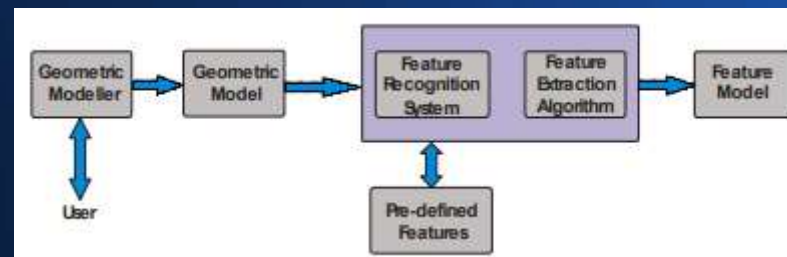 Geometric
Modeller
Geometric
Model
Feature
Recognition
System
Feature
Extraction
Algorithm
Feature
Model
User
Pre-defined
Features